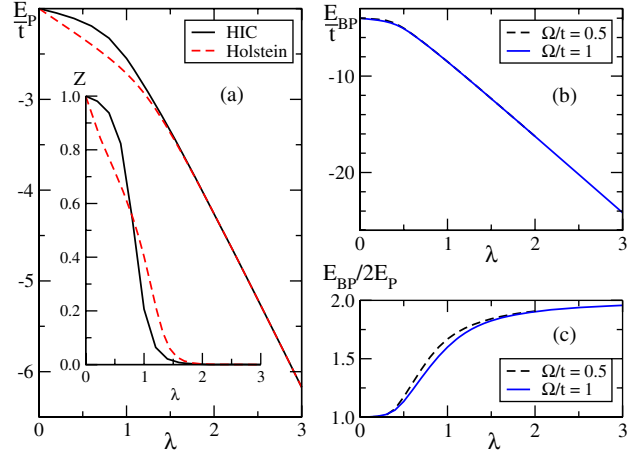 E_P
t
-3
-4
-5
-6
0
1
2
3
λ
HIC
Holstein
(a)
Z
1.0
0.8
0.6
0.4
0.2
0.0
0
1
2
3
λ
E_BP
t
-10
-20
0
1
2
3
λ
Ω/t = 0.5
Ω/t = 1
(b)
E_BP/2E_P
2.0
1.5
1.0
0
1
2
3
λ
(c)
Ω/t = 0.5
Ω/t = 1